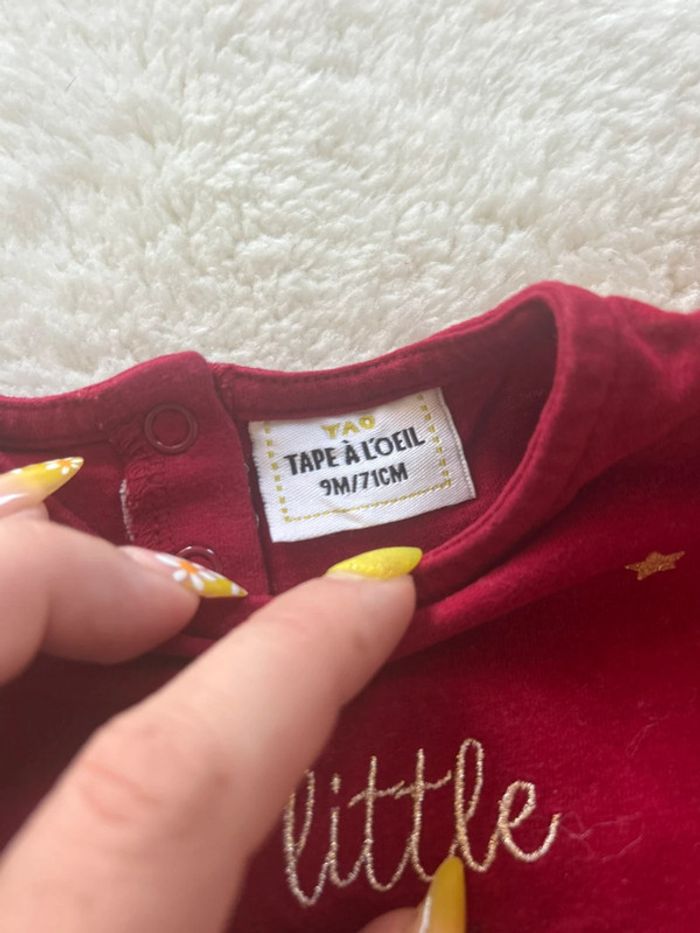 TAO
TAPE À L'OEIL
9M/71CM
little